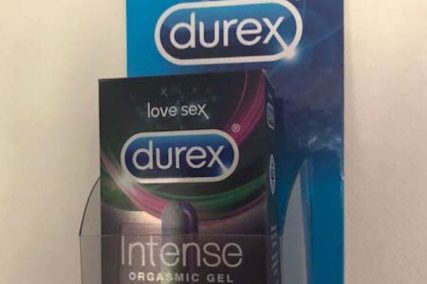 durex
love sex
durex
Intense
ORGASMIC GEL